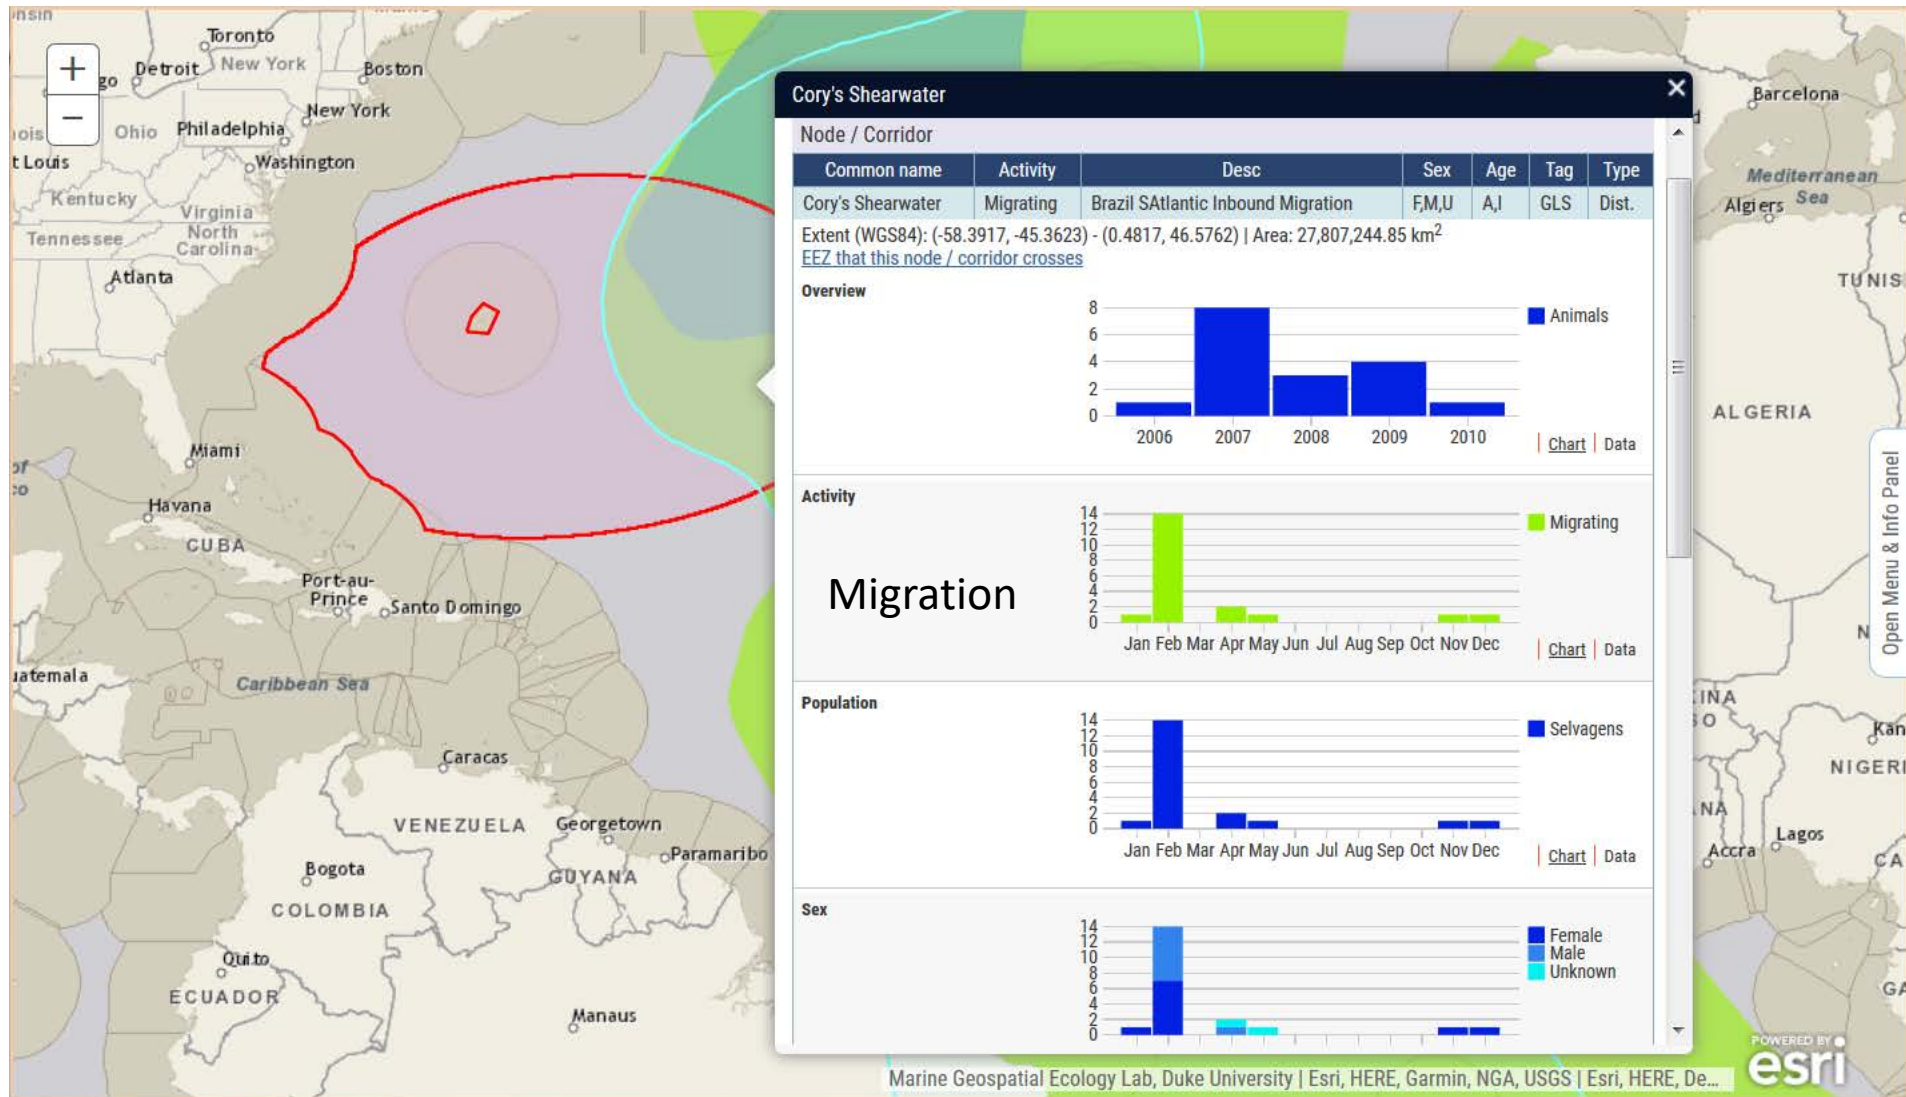 Cory's Shearwater
Node / Corridor
Common name Activity Desc Sex Age Tag Type
Cory's Shearwater Migrating Brazil SAtlantic Inbound Migration F,M,U A,I GLS Dist.
Extent (WGS84): (-58.3917, -45.3623) - (0.4817, 46.5762) | Area: 27,807,244.85 km2
EEZ that this node / corridor crosses
Overview
8
6
4
2
0
2006 2007 2008 2009 2010
Animals
Chart | Data
Activity
Migration
14
12
10
8
6
4
2
0
Jan Feb Mar Apr May Jun Jul Aug Sep Oct Nov Dec
Migrating
Chart | Data
Population
14
12
10
8
6
4
2
0
Jan Feb Mar Apr May Jun Jul Aug Sep Oct Nov Dec
Selvagens
Chart | Data
Sex
14
12
10
8
6
4
2
0
Female
Male
Unknown
+
−
Toronto
Detroit
New York
Boston
New York
Ohio
Philadelphia
t Louis
Washington
Kentucky
Virginia
North
Carolina
Tennessee
Atlanta
Miami
Havana
CUBA
Port-au-
Prince
Santo Domingo
uatemala
Caribbean Sea
Caracas
VENEZUELA
Georgetown
Paramaribo
Bogota
GUYANA
COLOMBIA
Quito
ECUADOR
Manaus
Barcelona
Mediterranean
Sea
Algiers
TUNIS
ALGERIA
Open Menu & Info Panel
N
INA
SO
Kan
NIGERI
NA
Lagos
Accra
CA
GA
Marine Geospatial Ecology Lab, Duke University | Esri, HERE, Garmin, NGA, USGS | Esri, HERE, De...
POWERED BY
esri